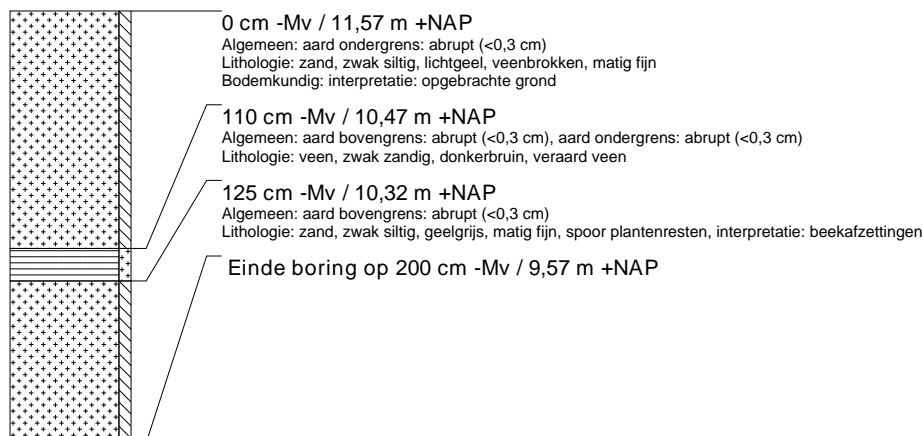 0 cm -Mv / 11,57 m +NAP
Algemeen: aard ondergrens: abrupt (<0,3 cm)
Lithologie: zand, zwak siltig, lichtgeel, veenbrokken, matig fijn
Bodemkundig: interpretatie: opgebrachte grond
110 cm -Mv / 10,47 m +NAP
Algemeen: aard bovengrens: abrupt (<0,3 cm), aard ondergrens: abrupt (<0,3 cm)
Lithologie: veen, zwak zandig, donkerbruin, veraard veen
125 cm -Mv / 10,32 m +NAP
Algemeen: aard bovengrens: abrupt (<0,3 cm)
Lithologie: zand, zwak siltig, geelgrijs, matig fijn, spoor plantenresten, interpretatie: beekafzettingen
Einde boring op 200 cm -Mv / 9,57 m +NAP